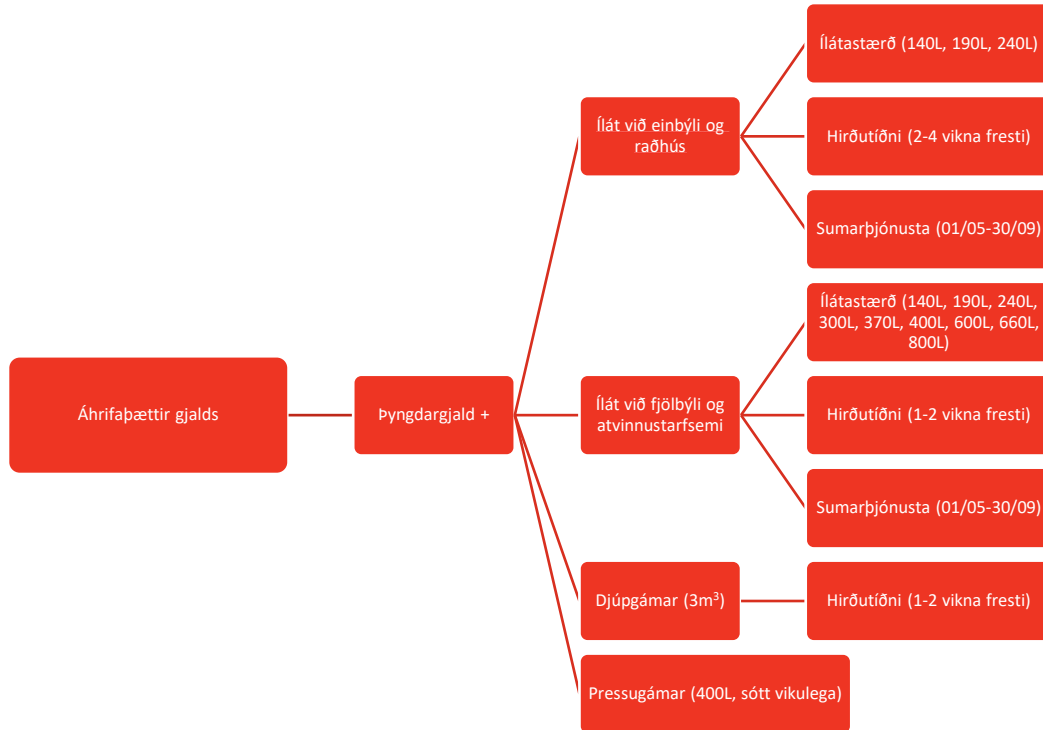 Áhrifaþættir gjalds
Þyngdargjald +
Ílát við einbýli og
raðhús
Ílátastærð (140L, 190L, 240L)
Hirðutíðni (2-4 vikna fresti)
Sumarþjónusta (01/05-30/09)
Ílát við fjölbýli og
atvinnustarfsemi
Ílátastærð (140L, 190L, 240L,
300L, 370L, 400L, 600L, 660L,
800L)
Hirðutíðni (1-2 vikna fresti)
Sumarþjónusta (01/05-30/09)
Djúpgámar (3m³)
Hirðutíðni (1-2 vikna fresti)
Pressugámar (400L, sótt vikulega)